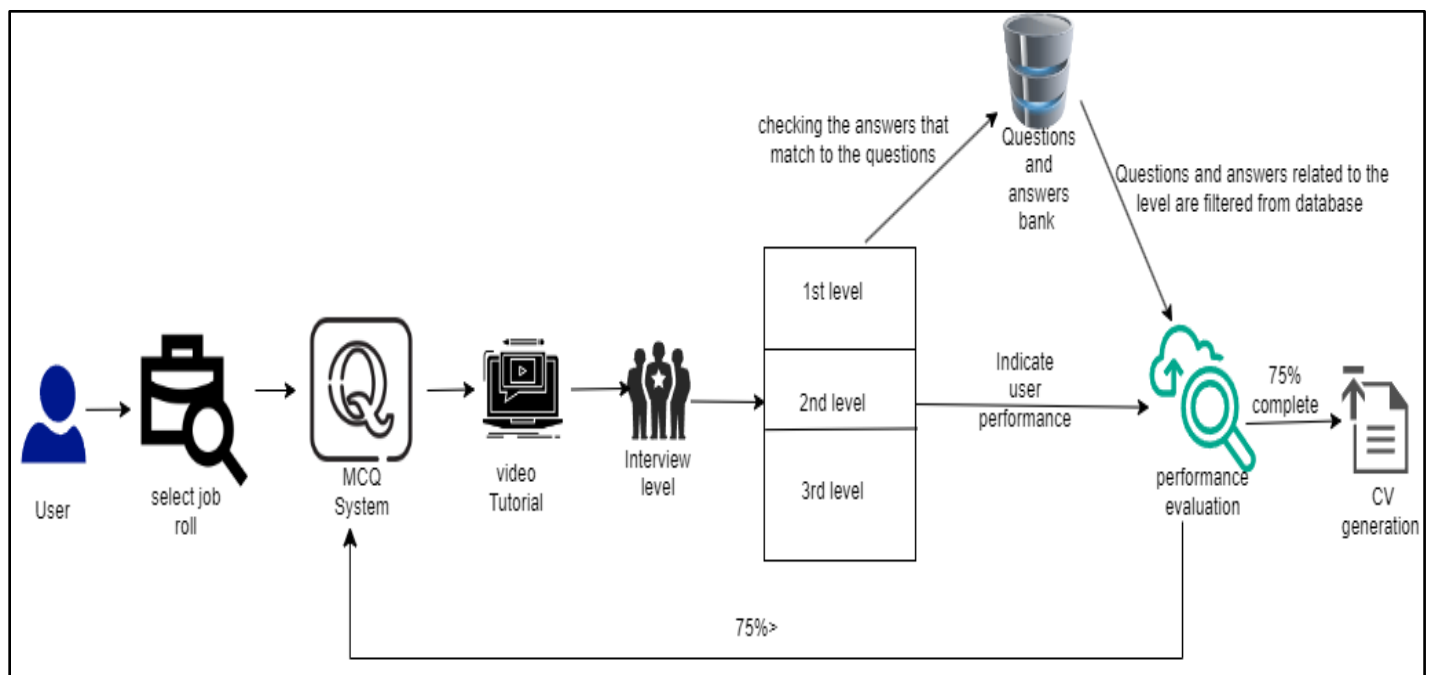 User
select job
roll
MCQ
System
video
Tutorial
Interview
level
1st level
2nd level
3rd level
checking the answers that
match to the questions
Questions
and
answers
bank
Questions and answers related to the
level are filtered from database
Indicate
user
performance
performance
evaluation
75%
complete
CV
generation
75%>